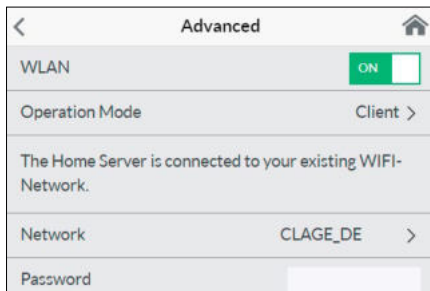 Advanced
WLAN
ON
Operation Mode
Client >
The Home Server is connected to your existing WIFI-
Network.
Network
CLAGE_DE >
Password